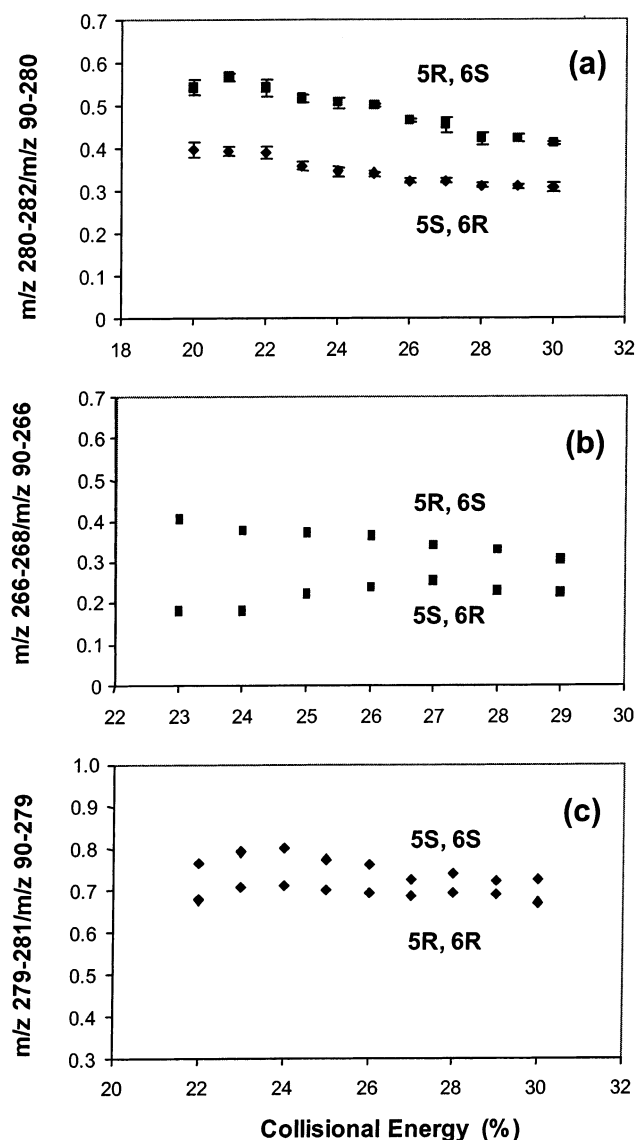 0.7
(a)
0.6
5R, 6S
0.5
0.4
0.3
5S, 6R
0.2
0.1
0
18 20 22 24 26 28 30 32
m/z 280-282/m/z 90-280
0.7
(b)
0.6
0.5
5R, 6S
0.4
0.3
0.2
5S, 6R
0.1
0
22 23 24 25 26 27 28 29 30
m/z 266-268/m/z 90-266
1.0
(c)
0.9
5S, 6S
0.8
0.7
0.6
5R, 6R
0.5
0.4
0.3
20 22 24 26 28 30 32
m/z 279-281/m/z 90-279
Collisional Energy (%)